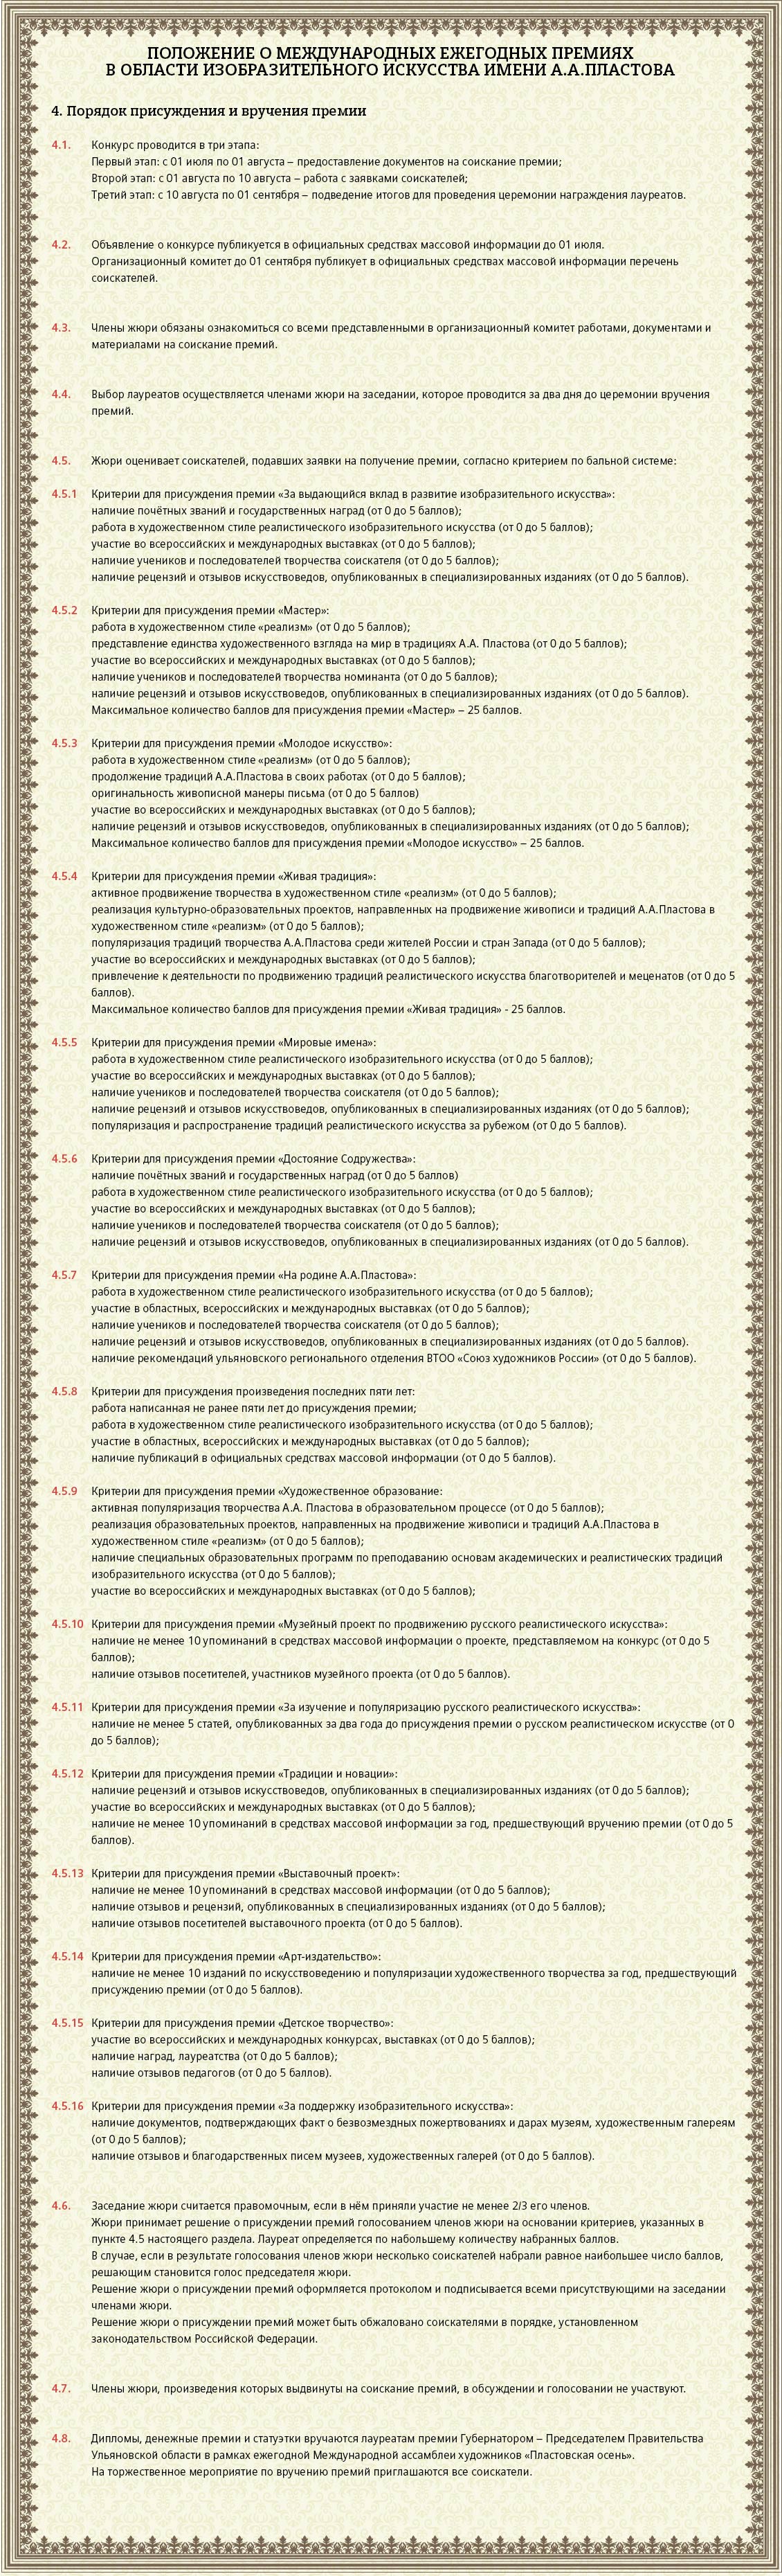 ПОЛОЖЕНИЕ О МЕЖДУНАРОДНЫХ ЕЖЕГОДНЫХ ПРЕМИЯХ
В ОБЛАСТИ ИЗОБРАЗИТЕЛЬНОГО ИСКУССТВА ИМЕНИ А.А.ПЛАСТОВА
4. Порядок присуждения и вручения премии
4.1. Конкурс проводится в три этапа:
Первый этап: с 01 июля по 01 августа – предоставление документов на соискание премии;
Второй этап: с 01 августа по 10 августа – работа с заявками соискателей;
Третий этап: с 10 августа по 01 сентября – подведение итогов для проведения церемонии награждения лауреатов.
4.2. Объявление о конкурсе публикуется в официальных средствах массовой информации до 01 июля.
Организационный комитет до 01 сентября публикует в официальных средствах массовой информации перечень
соискателей.
4.3. Члены жюри обязаны ознакомиться со всеми представленными в организационный комитет работами, документами и
материалами на соискание премий.
4.4. Выбор лауреатов осуществляется членами жюри на заседании, которое проводится за два дня до церемонии вручения
премий.
4.5. Жюри оценивает соискателей, подавших заявки на получение премии, согласно критерием по бальной системе:
4.5.1 Критерии для присуждения премии «За выдающийся вклад в развитие изобразительного искусства»:
наличие почётных званий и государственных наград (от 0 до 5 баллов);
работа в художественном стиле реалистического изобразительного искусства (от 0 до 5 баллов);
участие во всероссийских и международных выставках (от 0 до 5 баллов);
наличие учеников и последователей творчества соискателя (от 0 до 5 баллов);
наличие рецензий и отзывов искусствоведов, опубликованных в специализированных изданиях (от 0 до 5 баллов).
4.5.2 Критерии для присуждения премии «Мастер»:
работа в художественном стиле «реализм» (от 0 до 5 баллов);
представление единства художественного взгляда на мир в традициях А.А. Пластова (от 0 до 5 баллов);
участие во всероссийских и международных выставках (от 0 до 5 баллов);
наличие учеников и последователей творчества номинанта (от 0 до 5 баллов);
наличие рецензий и отзывов искусствоведов, опубликованных в специализированных изданиях (от 0 до 5 баллов).
Максимальное количество баллов для присуждения премии «Мастер» – 25 баллов.
4.5.3 Критерии для присуждения премии «Молодое искусство»:
работа в художественном стиле «реализм» (от 0 до 5 баллов);
продолжение традиций А.А.Пластова в своих работах (от 0 до 5 баллов);
оригинальность живописной манеры письма (от 0 до 5 баллов)
участие во всероссийских и международных выставках (от 0 до 5 баллов);
наличие рецензий и отзывов искусствоведов, опубликованных в специализированных изданиях (от 0 до 5 баллов);
Максимальное количество баллов для присуждения премии «Молодое искусство» – 25 баллов.
4.5.4 Критерии для присуждения премии «Живая традиция»:
активное продвижение творчества в художественном стиле «реализм» (от 0 до 5 баллов);
реализация культурно-образовательных проектов, направленных на продвижение живописи и традиций А.А.Пластова в
художественном стиле «реализм» (от 0 до 5 баллов);
популяризация традиций творчества А.А.Пластова среди жителей России и стран Запада (от 0 до 5 баллов);
участие во всероссийских и международных выставках (от 0 до 5 баллов);
привлечение к деятельности по продвижению традиций реалистического искусства благотворителей и меценатов (от 0 до 5
баллов).
Максимальное количество баллов для присуждения премии «Живая традиция» - 25 баллов.
4.5.5 Критерии для присуждения премии «Мировые имена»:
работа в художественном стиле реалистического изобразительного искусства (от 0 до 5 баллов);
участие во всероссийских и международных выставках (от 0 до 5 баллов);
наличие учеников и последователей творчества соискателя (от 0 до 5 баллов);
наличие рецензий и отзывов искусствоведов, опубликованных в специализированных изданиях (от 0 до 5 баллов);
популяризация и распространение традиций реалистического искусства за рубежом (от 0 до 5 баллов).
4.5.6 Критерии для присуждения премии «Достояние Содружества»:
наличие почётных званий и государственных наград (от 0 до 5 баллов)
работа в художественном стиле реалистического изобразительного искусства (от 0 до 5 баллов);
участие во всероссийских и международных выставках (от 0 до 5 баллов);
наличие учеников и последователей творчества соискателя (от 0 до 5 баллов);
наличие рецензий и отзывов искусствоведов, опубликованных в специализированных изданиях (от 0 до 5 баллов).
4.5.7 Критерии для присуждения премии «На родине А.А.Пластова»:
работа в художественном стиле реалистического изобразительного искусства (от 0 до 5 баллов);
участие в областных, всероссийских и международных выставках (от 0 до 5 баллов);
наличие учеников и последователей творчества соискателя (от 0 до 5 баллов);
наличие рецензий и отзывов искусствоведов, опубликованных в специализированных изданиях (от 0 до 5 баллов).
наличие рекомендаций ульяновского регионального отделения ВТОО «Союз художников России» (от 0 до 5 баллов).
4.5.8 Критерии для присуждения произведения последних пяти лет:
работа написанная не ранее пяти лет до присуждения премии;
работа в художественном стиле реалистического изобразительного искусства (от 0 до 5 баллов);
участие в областных, всероссийских и международных выставках (от 0 до 5 баллов);
наличие публикаций в официальных средствах массовой информации (от 0 до 5 баллов).
4.5.9 Критерии для присуждения премии «Художественное образование:
активная популяризация творчества А.А. Пластова в образовательном процессе (от 0 до 5 баллов);
реализация образовательных проектов, направленных на продвижение живописи и традиций А.А.Пластова в
художественном стиле «реализм» (от 0 до 5 баллов);
наличие специальных образовательных программ по преподаванию основам академических и реалистических традиций
изобразительного искусства (от 0 до 5 баллов);
участие во всероссийских и международных выставках (от 0 до 5 баллов);
4.5.10 Критерии для присуждения премии «Музейный проект по продвижению русского реалистического искусства»:
наличие не менее 10 упоминаний в средствах массовой информации о проекте, представляемом на конкурс (от 0 до 5
баллов);
наличие отзывов посетителей, участников музейного проекта (от 0 до 5 баллов).
4.5.11 Критерии для присуждения премии «За изучение и популяризацию русского реалистического искусства»:
наличие не менее 5 статей, опубликованных за два года до присуждения премии о русском реалистическом искусстве (от 0
до 5 баллов);
4.5.12 Критерии для присуждения премии «Традиции и новации»:
наличие рецензий и отзывов искусствоведов, опубликованных в специализированных изданиях (от 0 до 5 баллов);
участие во всероссийских и международных выставках (от 0 до 5 баллов);
наличие не менее 10 упоминаний в средствах массовой информации за год, предшествующий вручению премии (от 0 до 5
баллов).
4.5.13 Критерии для присуждения премии «Выставочный проект»:
наличие не менее 10 упоминаний в средствах массовой информации (от 0 до 5 баллов);
наличие отзывов и рецензий, опубликованных в специализированных изданиях (от 0 до 5 баллов);
наличие отзывов посетителей выставочного проекта (от 0 до 5 баллов).
4.5.14 Критерии для присуждения премии «Арт-издательство»:
наличие не менее 10 изданий по искусствоведению и популяризации художественного творчества за год, предшествующий
присуждению премии (от 0 до 5 баллов).
4.5.15 Критерии для присуждения премии «Детское творчество»:
участие во всероссийских и международных конкурсах, выставках (от 0 до 5 баллов);
наличие наград, лауреатства (от 0 до 5 баллов);
наличие отзывов педагогов (от 0 до 5 баллов).
4.5.16 Критерии для присуждения премии «За поддержку изобразительного искусства»:
наличие документов, подтверждающих факт о безвозмездных пожертвованиях и дарах музеям, художественным галереям
(от 0 до 5 баллов);
наличие отзывов и благодарственных писем музеев, художественных галерей (от 0 до 5 баллов).
4.6. Заседание жюри считается правомочным, если в нём приняли участие не менее 2/3 его членов.
Жюри принимает решение о присуждении премий голосованием членов жюри на основании критериев, указанных в
пункте 4.5 настоящего раздела. Лауреат определяется по набольшему количеству набранных баллов.
В случае, если в результате голосования членов жюри несколько соискателей набрали равное наибольшее число баллов,
решающим становится голос председателя жюри.
Решение жюри о присуждении премий оформляется протоколом и подписывается всеми присутствующими на заседании
членами жюри.
Решение жюри о присуждении премий может быть обжаловано соискателями в порядке, установленном
законодательством Российской Федерации.
4.7. Члены жюри, произведения которых выдвинуты на соискание премий, в обсуждении и голосовании не участвуют.
4.8. Дипломы, денежные премии и статуэтки вручаются лауреатам премии Губернатором – Председателем Правительства
Ульяновской области в рамках ежегодной Международной ассамблеи художников «Пластовская осень».
На торжественное мероприятие по вручению премий приглашаются все соискатели.